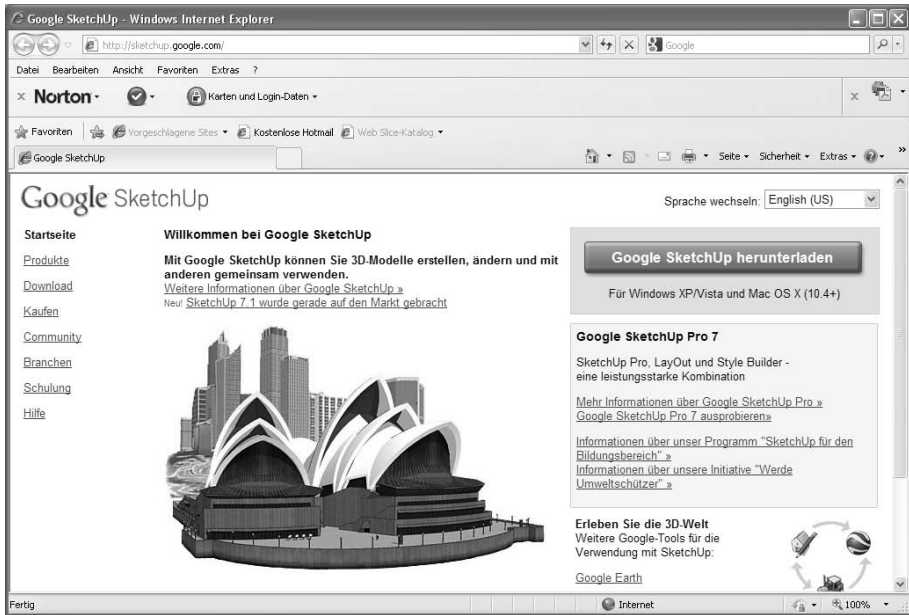 Google SketchUp - Windows Internet Explorer
http://sketchup.google.com/
Google
Datei Bearbeiten Ansicht Favoriten Extras ?
x Norton Karten und Login-Daten x
Favoriten Vorgeschlagene Sites Kostenlose Hotmail Web Slice-Katalog
Google SketchUp
Seite Sicherheit Extras »
Google SketchUp
Sprache wechseln: English (US)
Startseite
Produkte
Download
Kaufen
Community
Branchen
Schulung
Hilfe
Willkommen bei Google SketchUp
Mit Google SketchUp können Sie 3D-Modelle erstellen, ändern und mit
anderen gemeinsam verwenden.
Weitere Informationen über Google SketchUp »
Neu! SketchUp 7.1 wurde gerade auf den Markt gebracht
Google SketchUp herunterladen
Für Windows XP/Vista und Mac OS X (10.4+)
Google SketchUp Pro 7
SketchUp Pro, LayOut und Style Builder -
eine leistungsstarke Kombination
Mehr Informationen über Google SketchUp Pro »
Google SketchUp Pro 7 ausprobieren»
Informationen über unser Programm "SketchUp für den
Bildungsbereich" »
Informationen über unsere Initiative "Werde
Umweltschützer" »
Erleben Sie die 3D-Welt
Weitere Google-Tools für die
Verwendung mit SketchUp:
Google Earth
Fertig
Internet
100%